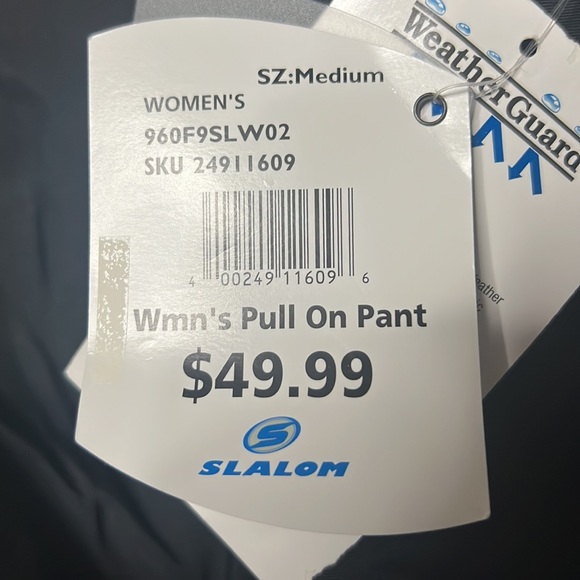 SZ:Medium
WOMEN'S
960F9SLW02
SKU 24911609
4 00249 11609 6
Wmn's Pull On Pant
$49.99
S
SLALOM
WeatherGuard